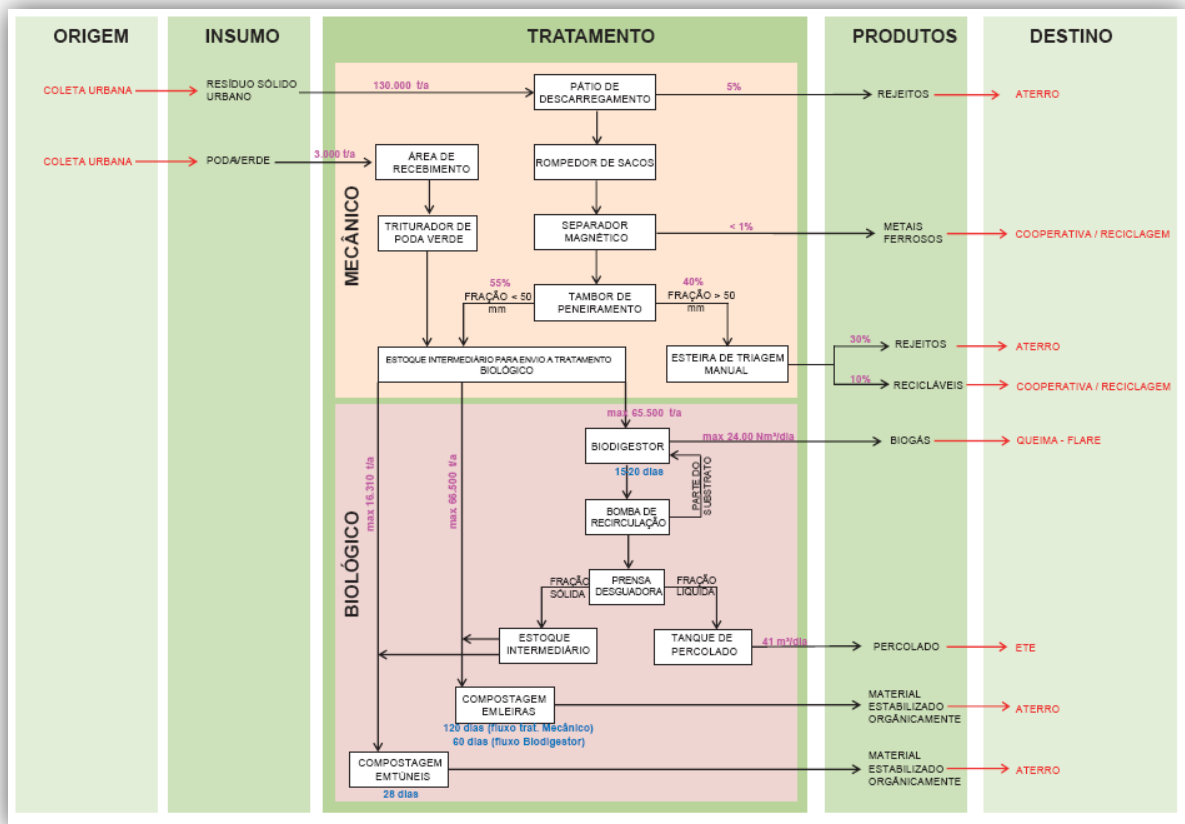 ORIGEM
INSUMO
TRATAMENTO
PRODUTOS
DESTINO
COLETA URBANA
RESÍDUO SÓLIDO
URBANO
130.000 t/a
PÁTIO DE
DESCARREGAMENTO
5%
REJEITOS
ATERRO
COLETA URBANA
PODAVERDE
3.000 t/a
ÁREA DE
RECEBIMENTO
ROMPEDOR DE SACOS
MECÂNICO
TRITURADOR DE
PODA VERDE
SEPARADOR
MAGNÉTICO
< 1%
METAIS
FERROSOS
COOPERATIVA / RECICLAGEM
55%
FRAÇÃO < 50
mm
TAMBOR DE
PENEIRAMENTO
40%
FRAÇÃO > 50
mm
ESTOQUE INTERMEDIÁRIO PARA ENVIO A TRATAMENTO
BIOLÓGICO
ESTEIRA DE TRIAGEM
MANUAL
30%
REJEITOS
ATERRO
10%
RECICLÁVEIS
COOPERATIVA / RECICLAGEM
BIOLÓGICO
max 16.310 t/a
max 66.500 t/a
max 65.500 t/a
BIODIGESTOR
max 24.00 Nm³/dia
BIOGÁS
QUEIMA - FLARE
1520 dias
PARTE DO
SUBSTRATO
BOMBA DE
RECIRCULAÇÃO
FRAÇÃO
SÓLIDA
PRENSA
DESGUADORA
FRAÇÃO
LIQUIDA
ESTOQUE
INTERMEDIÁRIO
TANQUE DE
PERCOLADO
41 m³/dia
PERCOLADO
ETE
COMPOSTAGEM
EMLEIRAS
120 dias (fluxo trat. Mecânico)
60 dias (fluxo Biodigestor)
MATERIAL
ESTABILIZADO
ORGÂNICAMENTE
ATERRO
COMPOSTAGEM
EMTÚNEIS
28 dias
MATERIAL
ESTABILIZADO
ORGÂNICAMENTE
ATERRO